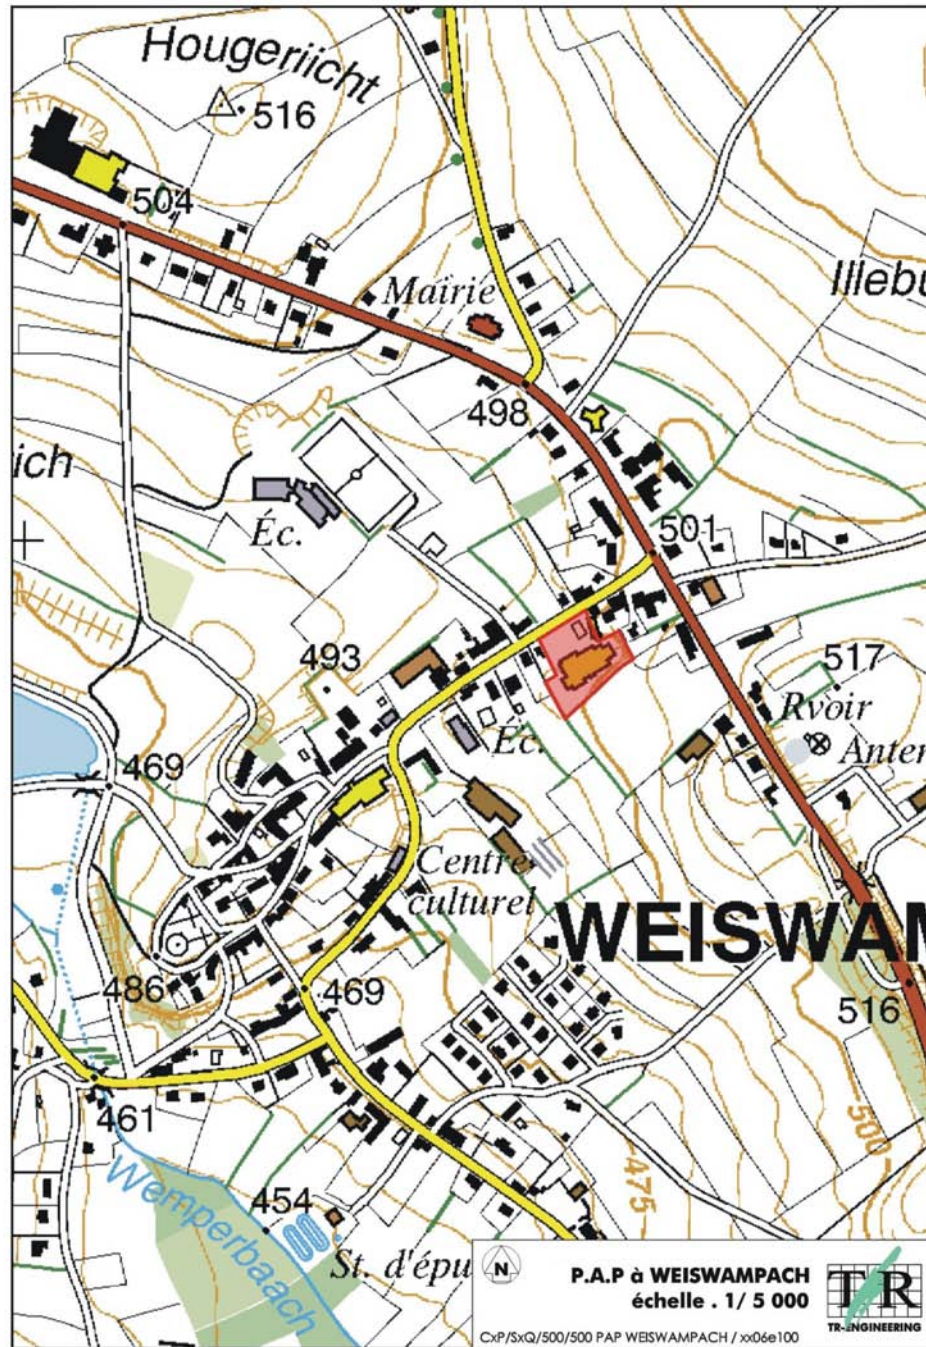 Hougeriicht
516
504
Mairie
Illebu
498
ich
Éc.
501
493
517
Rvoir
Éc.
Anter
469
Centre
culturel
WEISWAM
486
469
516
461
500
475
Wemperbaach
454
St. d'épu
N
P.A.P à WEISWAMPACH
échelle . 1/ 5 000
TR
TR-ENGINEERING
CxP/SxQ/500/500 PAP WEISWAMPACH / xx06e100